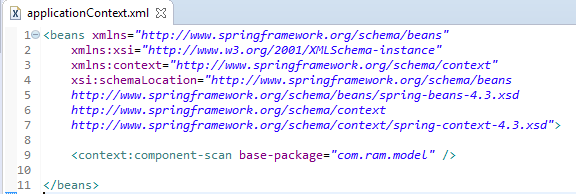 applicationContext.xml
1 <beans xmlns="http://www.springframework.org/schema/beans"
2 xmlns:xsi="http://www.w3.org/2001/XMLSchema-instance"
3 xmlns:context="http://www.springframework.org/schema/context"
4 xsi:schemaLocation="http://www.springframework.org/schema/beans
5 http://www.springframework.org/schema/beans/spring-beans-4.3.xsd
6 http://www.springframework.org/schema/context
7 http://www.springframework.org/schema/context/spring-context-4.3.xsd">
8
9 <context:component-scan base-package="com.ram.model" />
10
11 </beans>